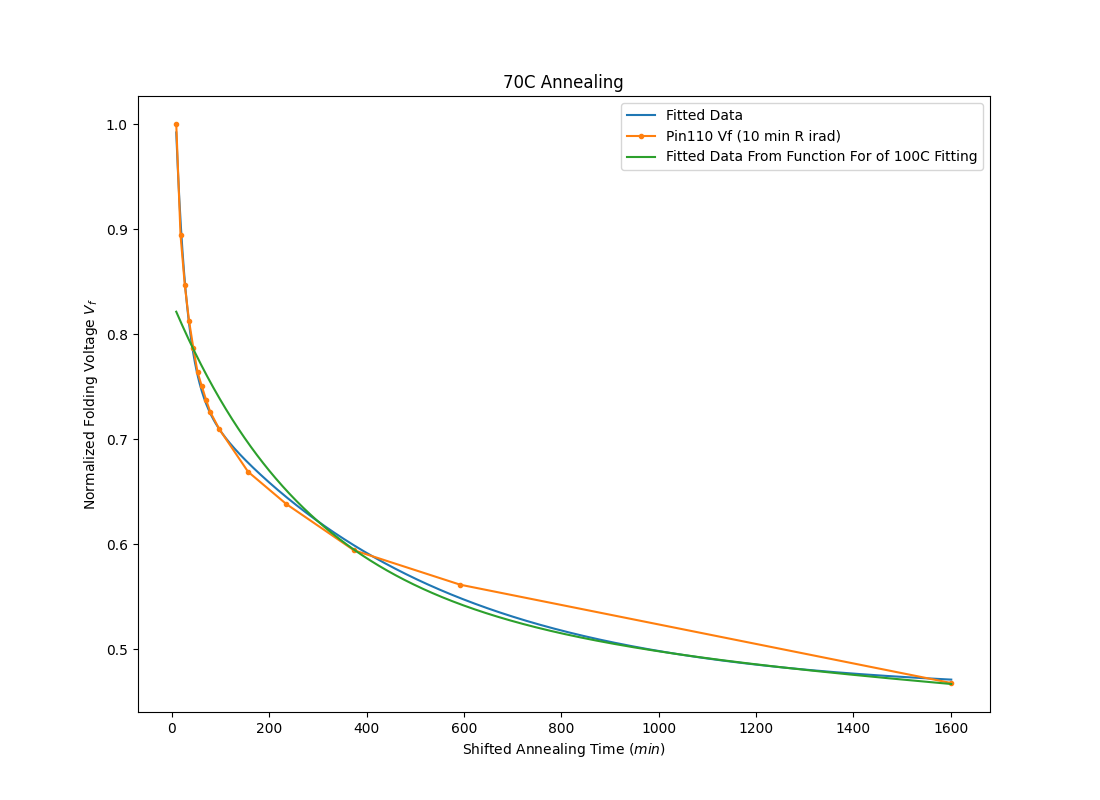 70C Annealing
Fitted Data
Pin110 Vf (10 min R irad)
Fitted Data From Function For of 100C Fitting
1.0
0.9
0.8
0.7
0.6
0.5
Normalized Folding Voltage V_f
0 200 400 600 800 1000 1200 1400 1600
Shifted Annealing Time (min)